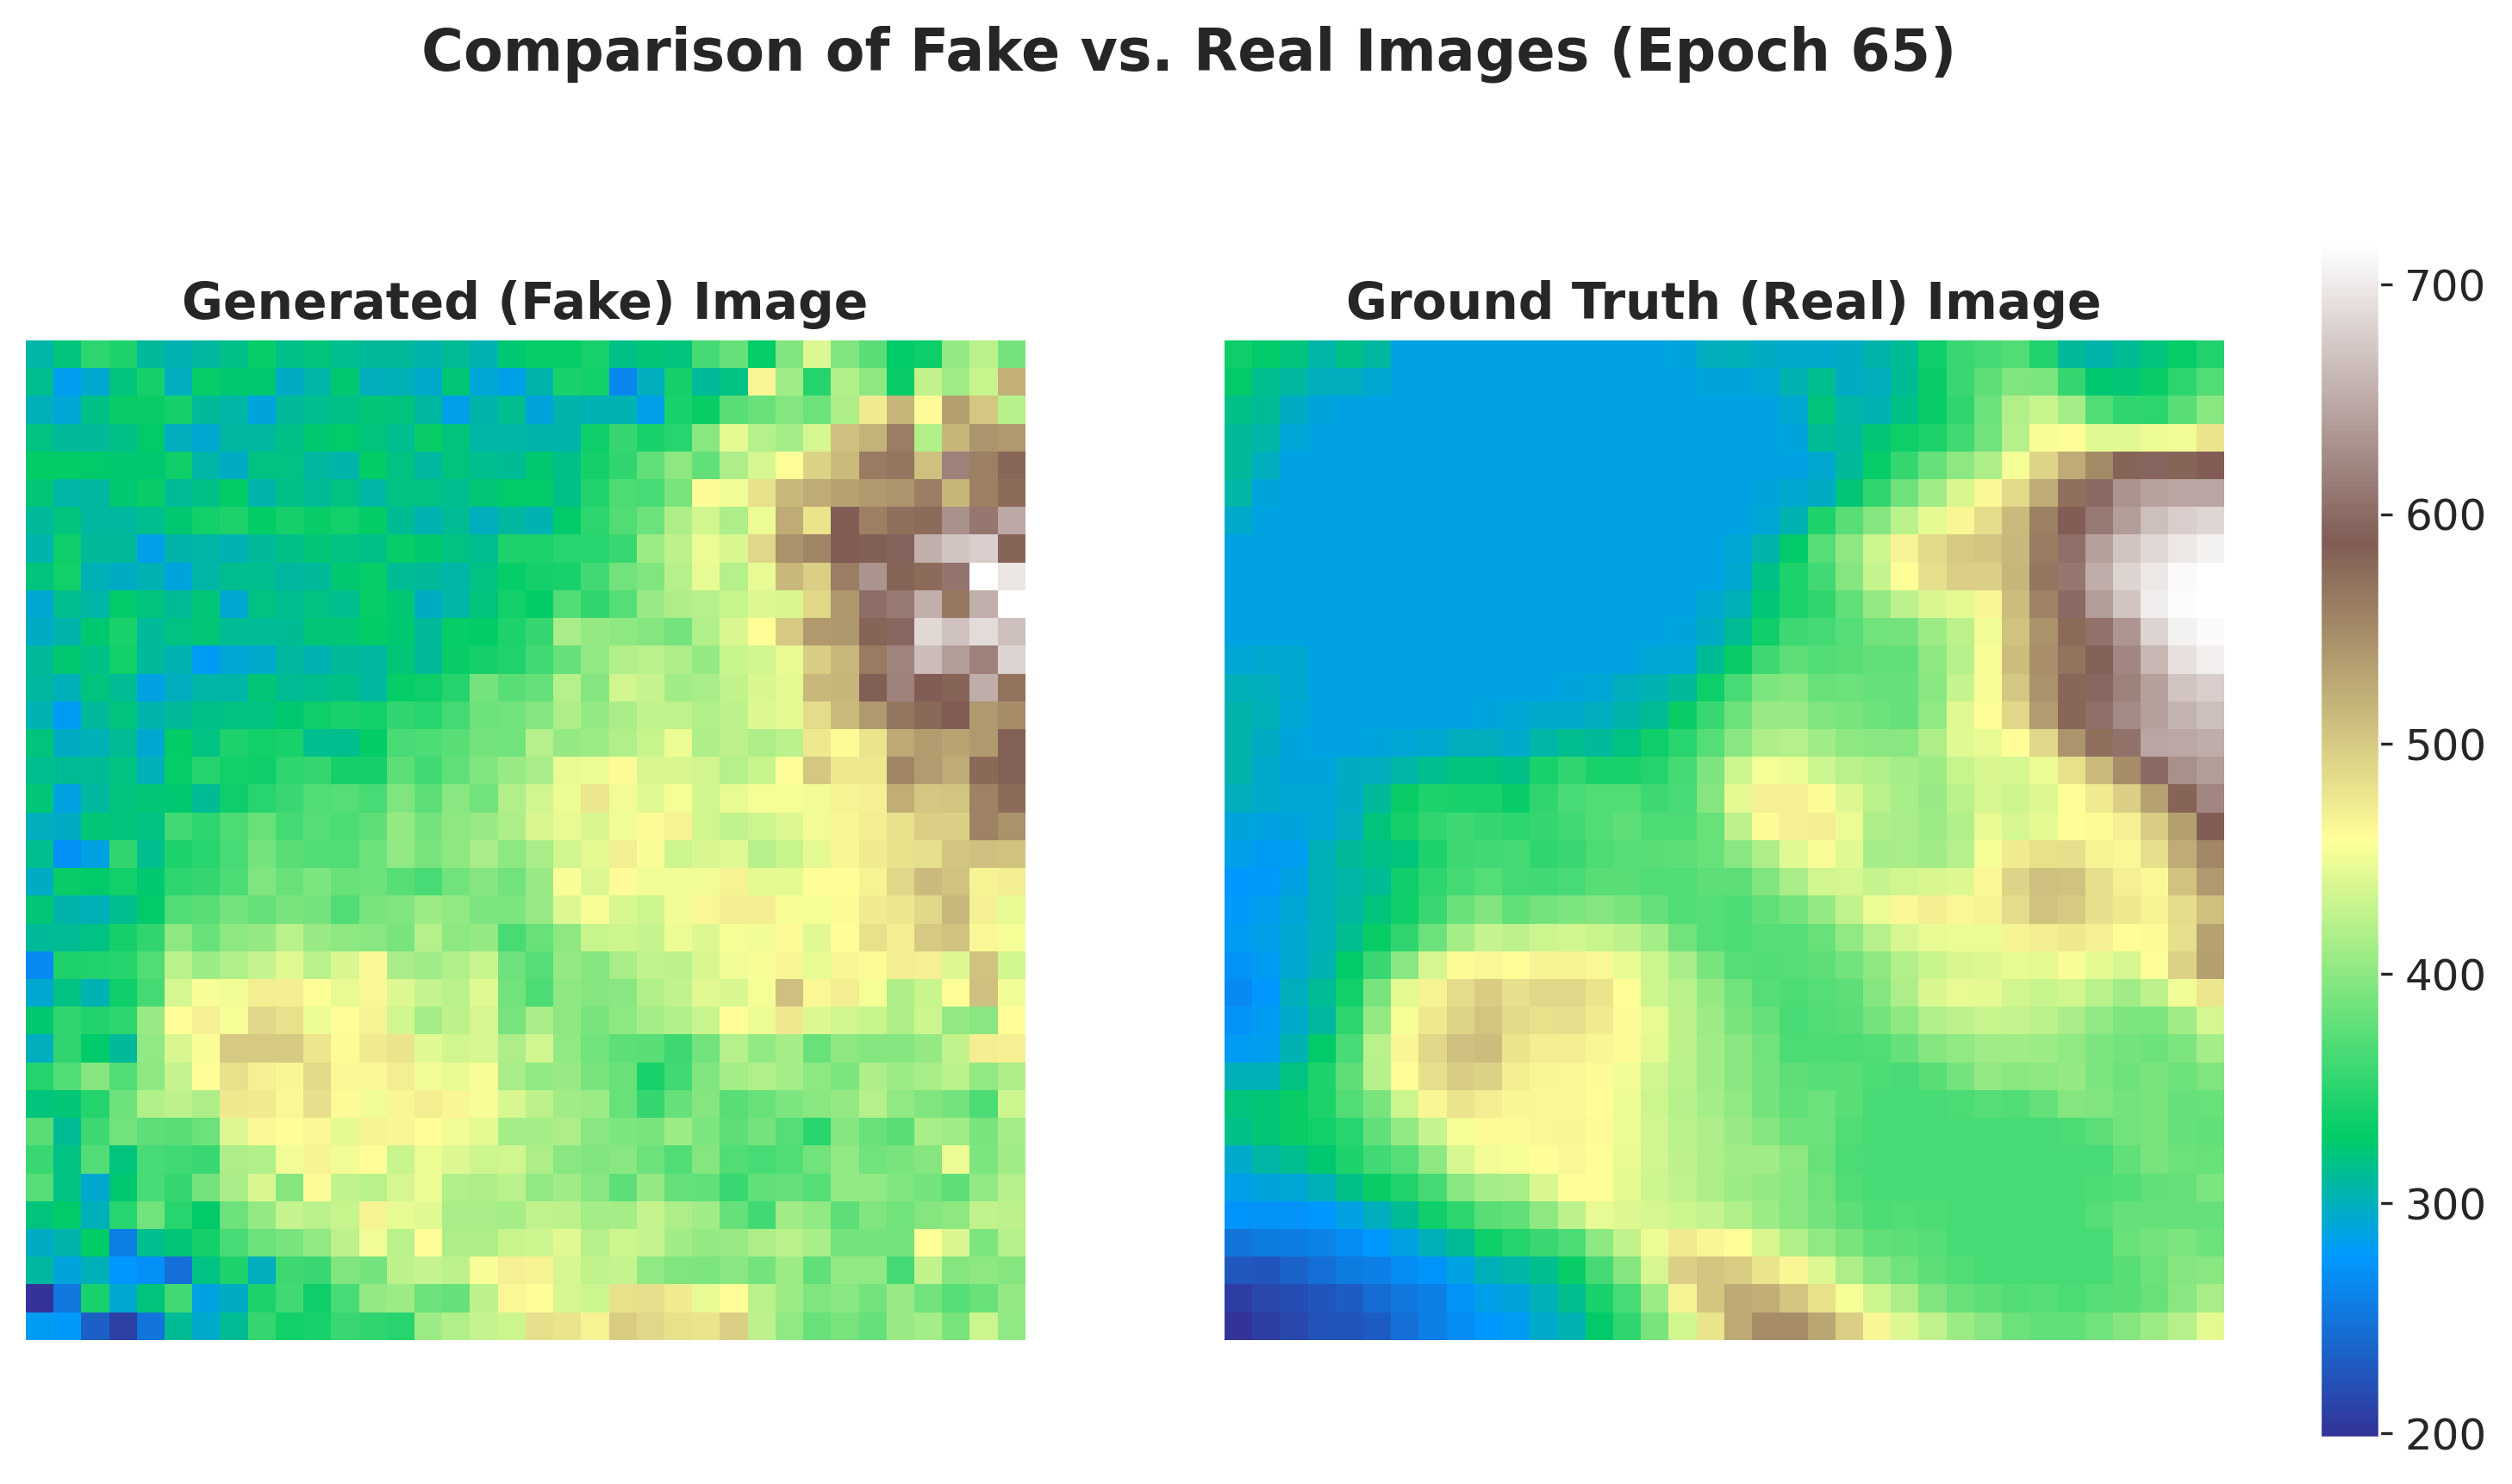 Comparison of Fake vs. Real Images (Epoch 65)
Generated (Fake) Image
Ground Truth (Real) Image
700
600
500
400
300
200